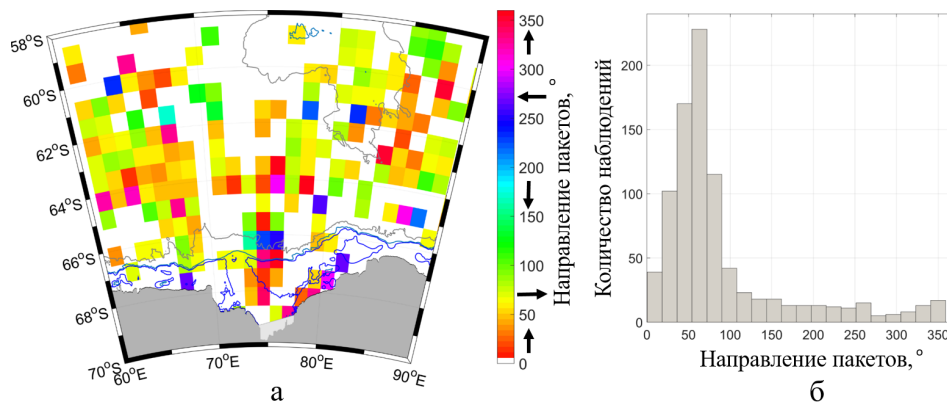 58°S
60°S
62°S
64°S
66°S
68°S
70°S
60°E
70°E
80°E
90°E
350
300
250
200
150
100
50
0
Направление пакетов,°
а
200
150
100
50
0
0 50 100 150 200 250 300 350
Количество наблюдений
Направление пакетов,°
б